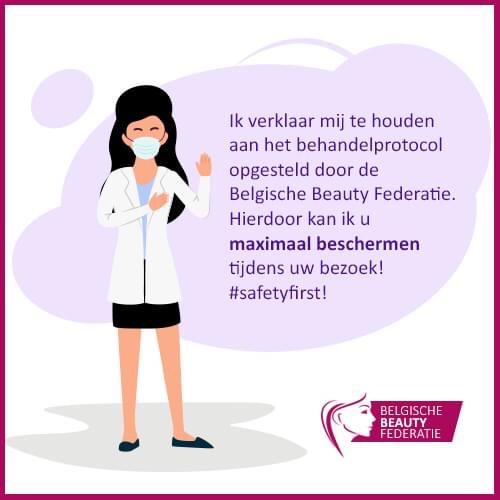 Ik verklaar mij te houden
aan het behandelprotocol
opgesteld door de
Belgische Beauty Federatie.
Hierdoor kan ik u
maximaal beschermen
tijdens uw bezoek!
#safetyfirst!
BELGISCHE
BEAUTY
FEDERATIE